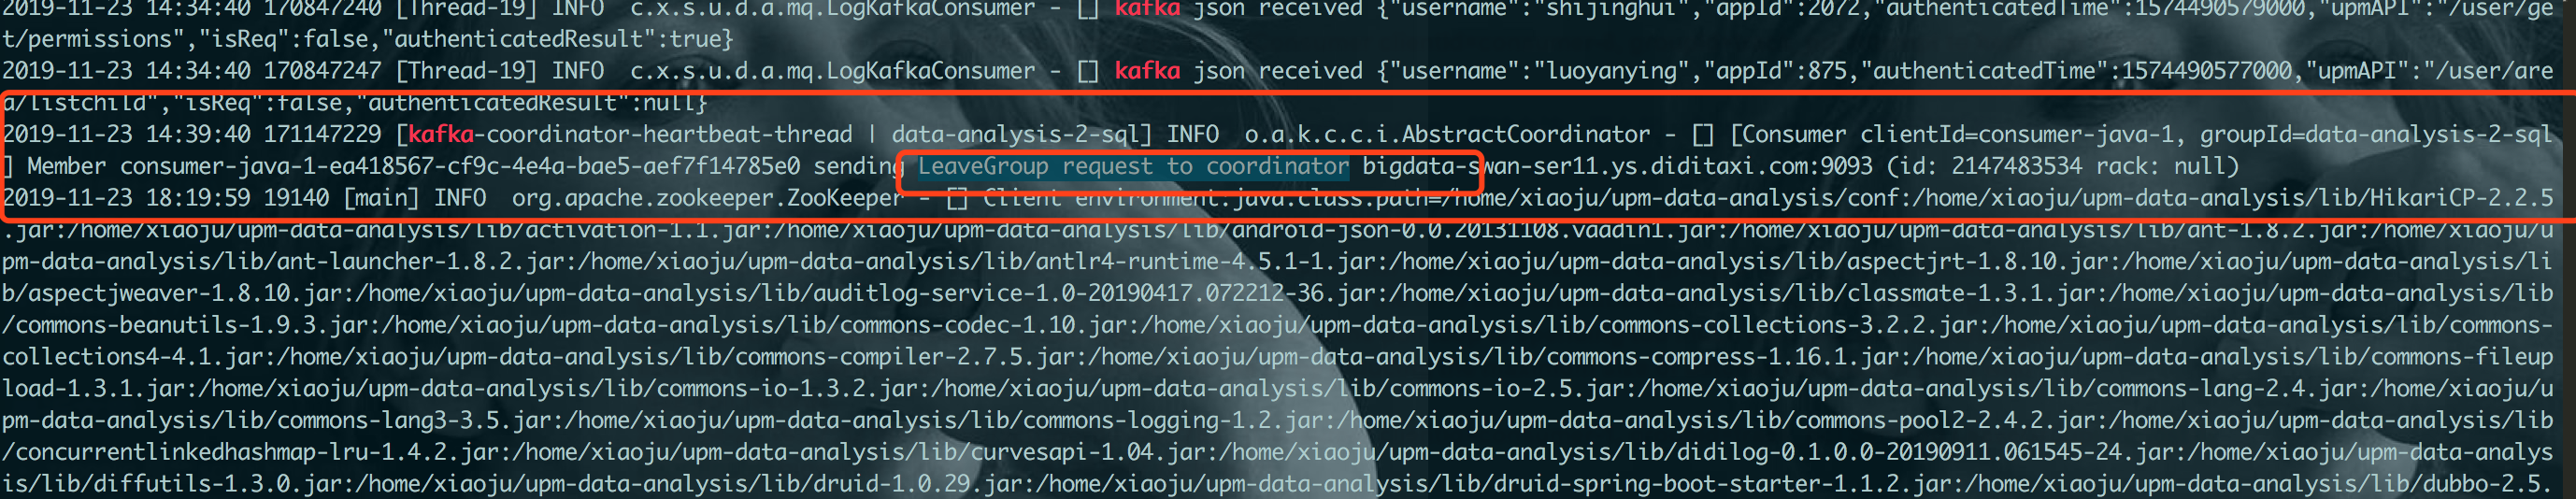 2019-11-23 14:34:40 170847240 [Thread-19] INFO  c.x.s.u.d.a.mq.LogKafkaConsumer - [] kafka json received {"username":"shijinghui","appId":2072,"authenticatedTime":1574490579000,"upmAPI":"/user/ge
t/permissions","isReq":false,"authenticatedResult":true}
2019-11-23 14:34:40 170847247 [Thread-19] INFO  c.x.s.u.d.a.mq.LogKafkaConsumer - [] kafka json received {"username":"luoyanying","appId":875,"authenticatedTime":1574490577000,"upmAPI":"/user/are
a/listchild","isReq":false,"authenticatedResult":null}
2019-11-23 14:39:40 171147229 [kafka-coordinator-heartbeat-thread | data-analysis-2-sql] INFO  o.a.k.c.c.i.AbstractCoordinator - [] [Consumer clientId=consumer-java-1, groupId=data-analysis-2-sql
] Member consumer-java-1-ea418567-cf9c-4e4a-bae5-aef7f14785e0 sending LeaveGroup request to coordinator bigdata-swan-ser11.ys.diditaxi.com:9093 (id: 2147483534 rack: null)
2019-11-23 18:19:59 19140 [main] INFO  org.apache.zookeeper.ZooKeeper - [] Client environment.java.class.path=/home/xiaoju/upm-data-analysis/conf:/home/xiaoju/upm-data-analysis/lib/HikariCP-2.2.5
.jar:/home/xiaoju/upm-data-analysis/lib/activation-1.1.jar:/home/xiaoju/upm-data-analysis/lib/android-json-0.0.20131108.vaadin1.jar:/home/xiaoju/upm-data-analysis/lib/ant-1.8.2.jar:/home/xiaoju/u
pm-data-analysis/lib/ant-launcher-1.8.2.jar:/home/xiaoju/upm-data-analysis/lib/antlr4-runtime-4.5.1-1.jar:/home/xiaoju/upm-data-analysis/lib/aspectjrt-1.8.10.jar:/home/xiaoju/upm-data-analysis/li
b/aspectjweaver-1.8.10.jar:/home/xiaoju/upm-data-analysis/lib/auditlog-service-1.0-20190417.072212-36.jar:/home/xiaoju/upm-data-analysis/lib/classmate-1.3.1.jar:/home/xiaoju/upm-data-analysis/lib
/commons-beanutils-1.9.3.jar:/home/xiaoju/upm-data-analysis/lib/commons-codec-1.10.jar:/home/xiaoju/upm-data-analysis/lib/commons-collections-3.2.2.jar:/home/xiaoju/upm-data-analysis/lib/commons-
collections4-4.1.jar:/home/xiaoju/upm-data-analysis/lib/commons-compiler-2.7.5.jar:/home/xiaoju/upm-data-analysis/lib/commons-compress-1.16.1.jar:/home/xiaoju/upm-data-analysis/lib/commons-fileup
load-1.3.1.jar:/home/xiaoju/upm-data-analysis/lib/commons-io-1.3.2.jar:/home/xiaoju/upm-data-analysis/lib/commons-io-2.5.jar:/home/xiaoju/upm-data-analysis/lib/commons-lang-2.4.jar:/home/xiaoju/u
pm-data-analysis/lib/commons-lang3-3.5.jar:/home/xiaoju/upm-data-analysis/lib/commons-logging-1.2.jar:/home/xiaoju/upm-data-analysis/lib/commons-pool2-2.4.2.jar:/home/xiaoju/upm-data-analysis/lib
/concurrentlinkedhashmap-lru-1.4.2.jar:/home/xiaoju/upm-data-analysis/lib/curvesapi-1.04.jar:/home/xiaoju/upm-data-analysis/lib/didilog-0.1.0.0-20190911.061545-24.jar:/home/xiaoju/upm-data-analys
is/lib/diffutils-1.3.0.jar:/home/xiaoju/upm-data-analysis/lib/druid-1.0.29.jar:/home/xiaoju/upm-data-analysis/lib/druid-spring-boot-starter-1.1.2.jar:/home/xiaoju/upm-data-analysis/lib/dubbo-2.5.